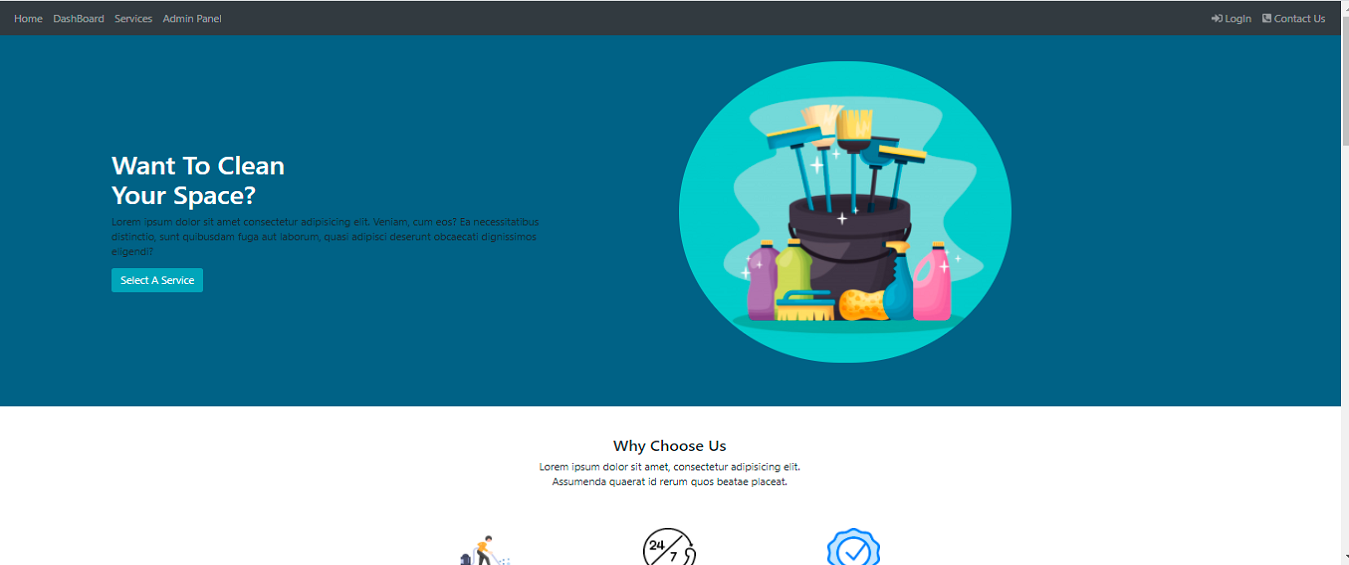 Home DashBoard Services Admin Panel LogIn Contact Us
Want To Clean
Your Space?
Lorem ipsum dolor sit amet consectetur adipisicing elit. Veniam, cum eos? Ea necessitatibus
distinctio, sunt quibusdam fuga aut laborum, quasi adipisci deserunt obcaecati dignissimos
eligendi?
Select A Service
Why Choose Us
Lorem ipsum dolor sit amet, consectetur adipisicing elit.
Assumenda quaerat id rerum quos beatae placeat.
24/7